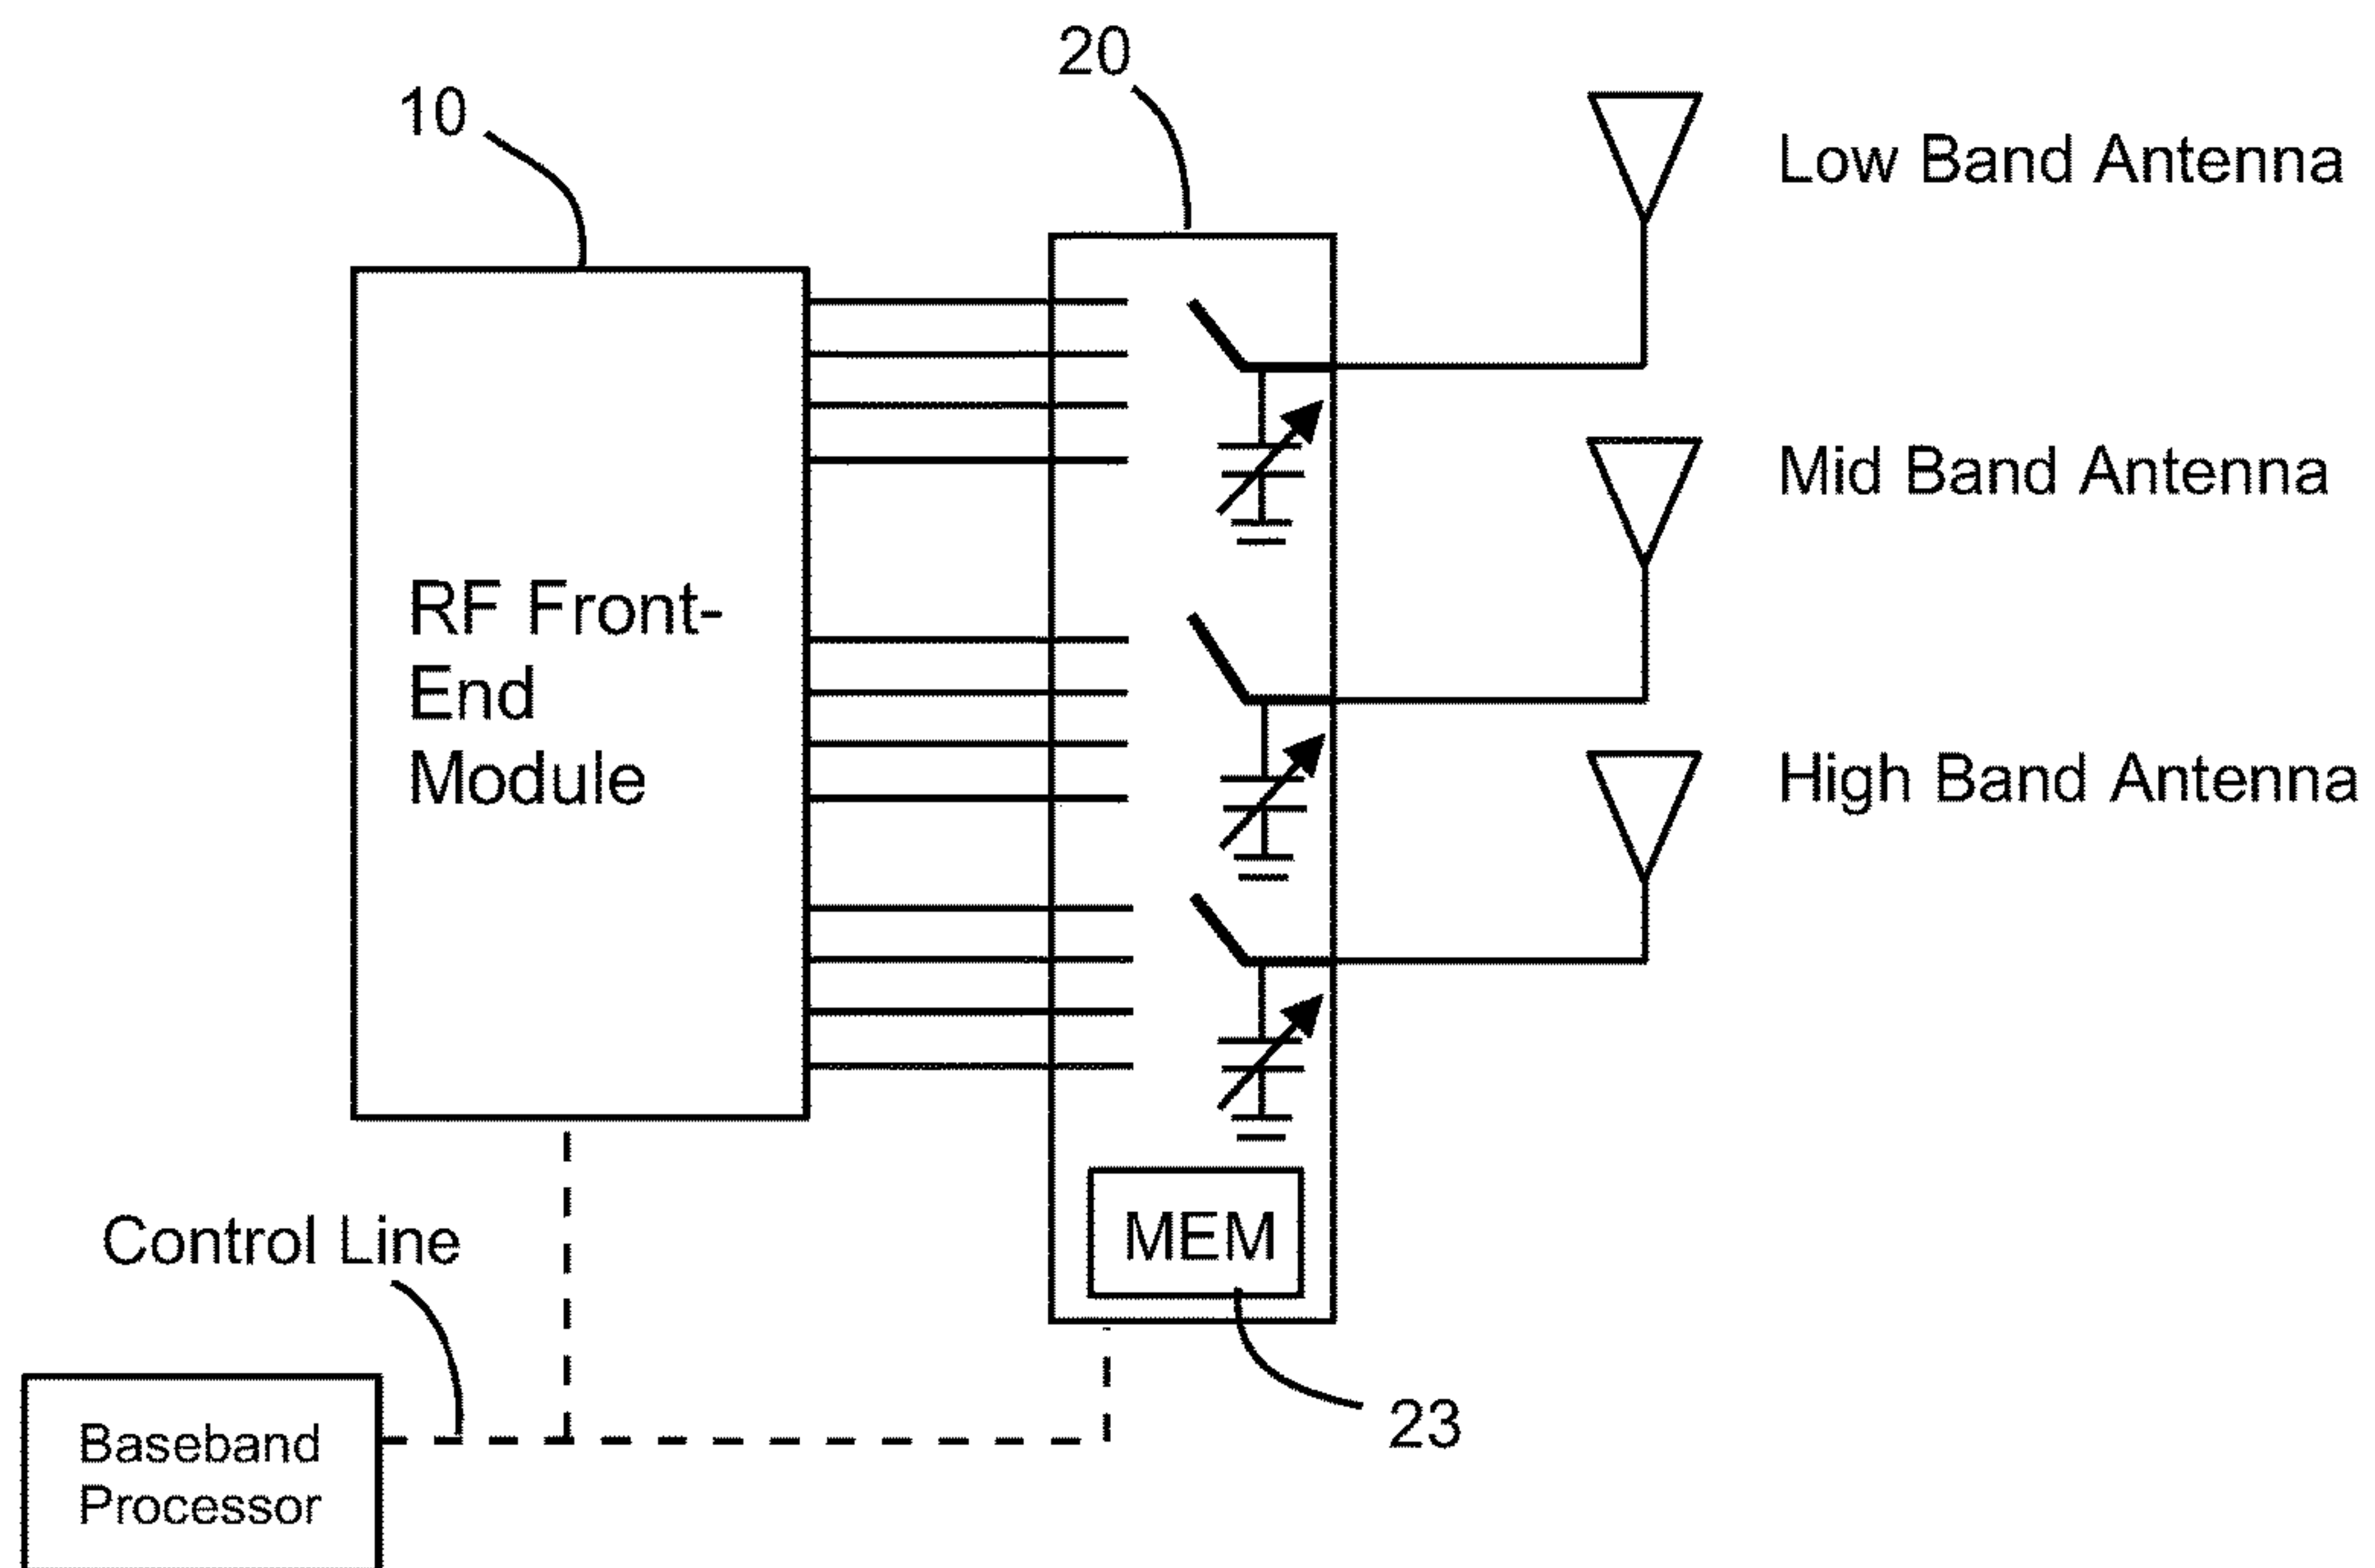 20
10
Low Band Antenna
Mid Band Antenna
RF Front-
End
Module
High Band Antenna
MEM
Control Line
23
Baseband
Processor